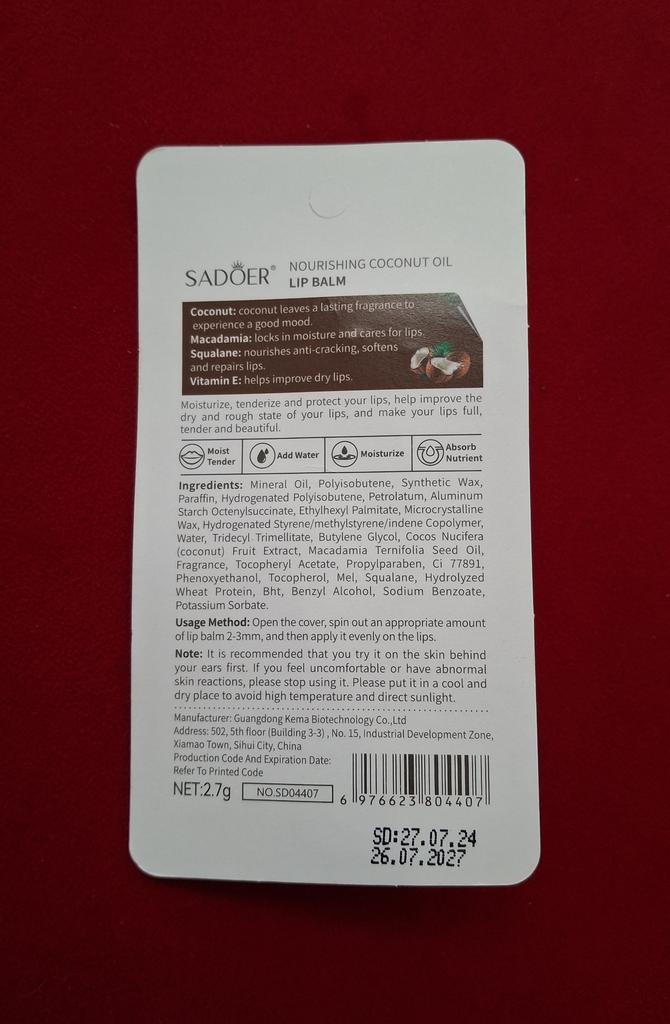 SADOER®
NOURISHING COCONUT OIL
LIP BALM
Coconut: coconut leaves a lasting fragrance to
experience a good mood.
Macadamia: locks in moisture and cares for lips.
Squalane: nourishes anti-cracking, softens
and repairs lips.
Vitamin E: helps improve dry lips.
Moisturize, tenderize and protect your lips, help improve the
dry and rough state of your lips, and make your lips full,
tender and beautiful.
Moist
Tender
Add Water
Moisturize
Absorb
Nutrient
Ingredients: Mineral Oil, Polyisobutene, Synthetic Wax,
Paraffin, Hydrogenated Polyisobutene, Petrolatum, Aluminum
Starch Octenylsuccinate, Ethylhexyl Palmitate, Microcrystalline
Wax, Hydrogenated Styrene/methylstyrene/indene Copolymer,
Water, Tridecyl Trimellitate, Butylene Glycol, Cocos Nucifera
(coconut) Fruit Extract, Macadamia Ternifolia Seed Oil,
Fragrance, Tocopheryl Acetate, Propylparaben, Ci 77891,
Phenoxyethanol, Tocopherol, Mel, Squalane, Hydrolyzed
Wheat Protein, Bht, Benzyl Alcohol, Sodium Benzoate,
Potassium Sorbate.
Usage Method: Open the cover, spin out an appropriate amount
of lip balm 2-3mm, and then apply it evenly on the lips.
Note: It is recommended that you try it on the skin behind
your ears first. If you feel uncomfortable or have abnormal
skin reactions, please stop using it. Please put it in a cool and
dry place to avoid high temperature and direct sunlight.
Manufacturer: Guangdong Kema Biotechnology Co.,Ltd
Address: 502, 5th floor (Building 3-3) , No. 15, Industrial Development Zone,
Xiamao Town, Sihui City, China
Production Code And Expiration Date:
Refer To Printed Code
NET:2.7g
NO.SD04407
6 976623 804407
SD:27.07.24
26.07.2027